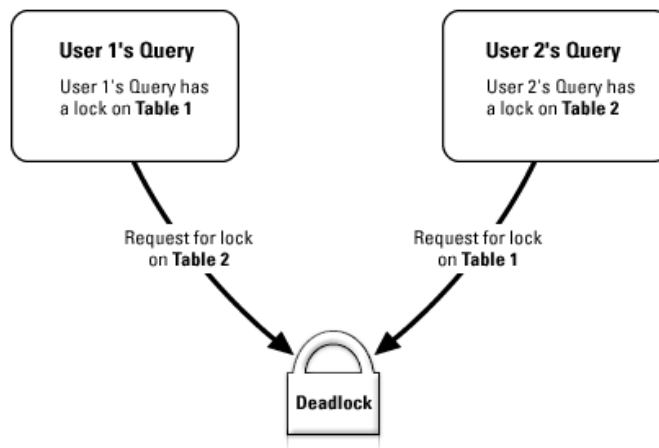 User 1's Query
User 1's Query has
a lock on Table 1
User 2's Query
User 2's Query has
a lock on Table 2
Request for lock
on Table 2
Request for lock
on Table 1
Deadlock